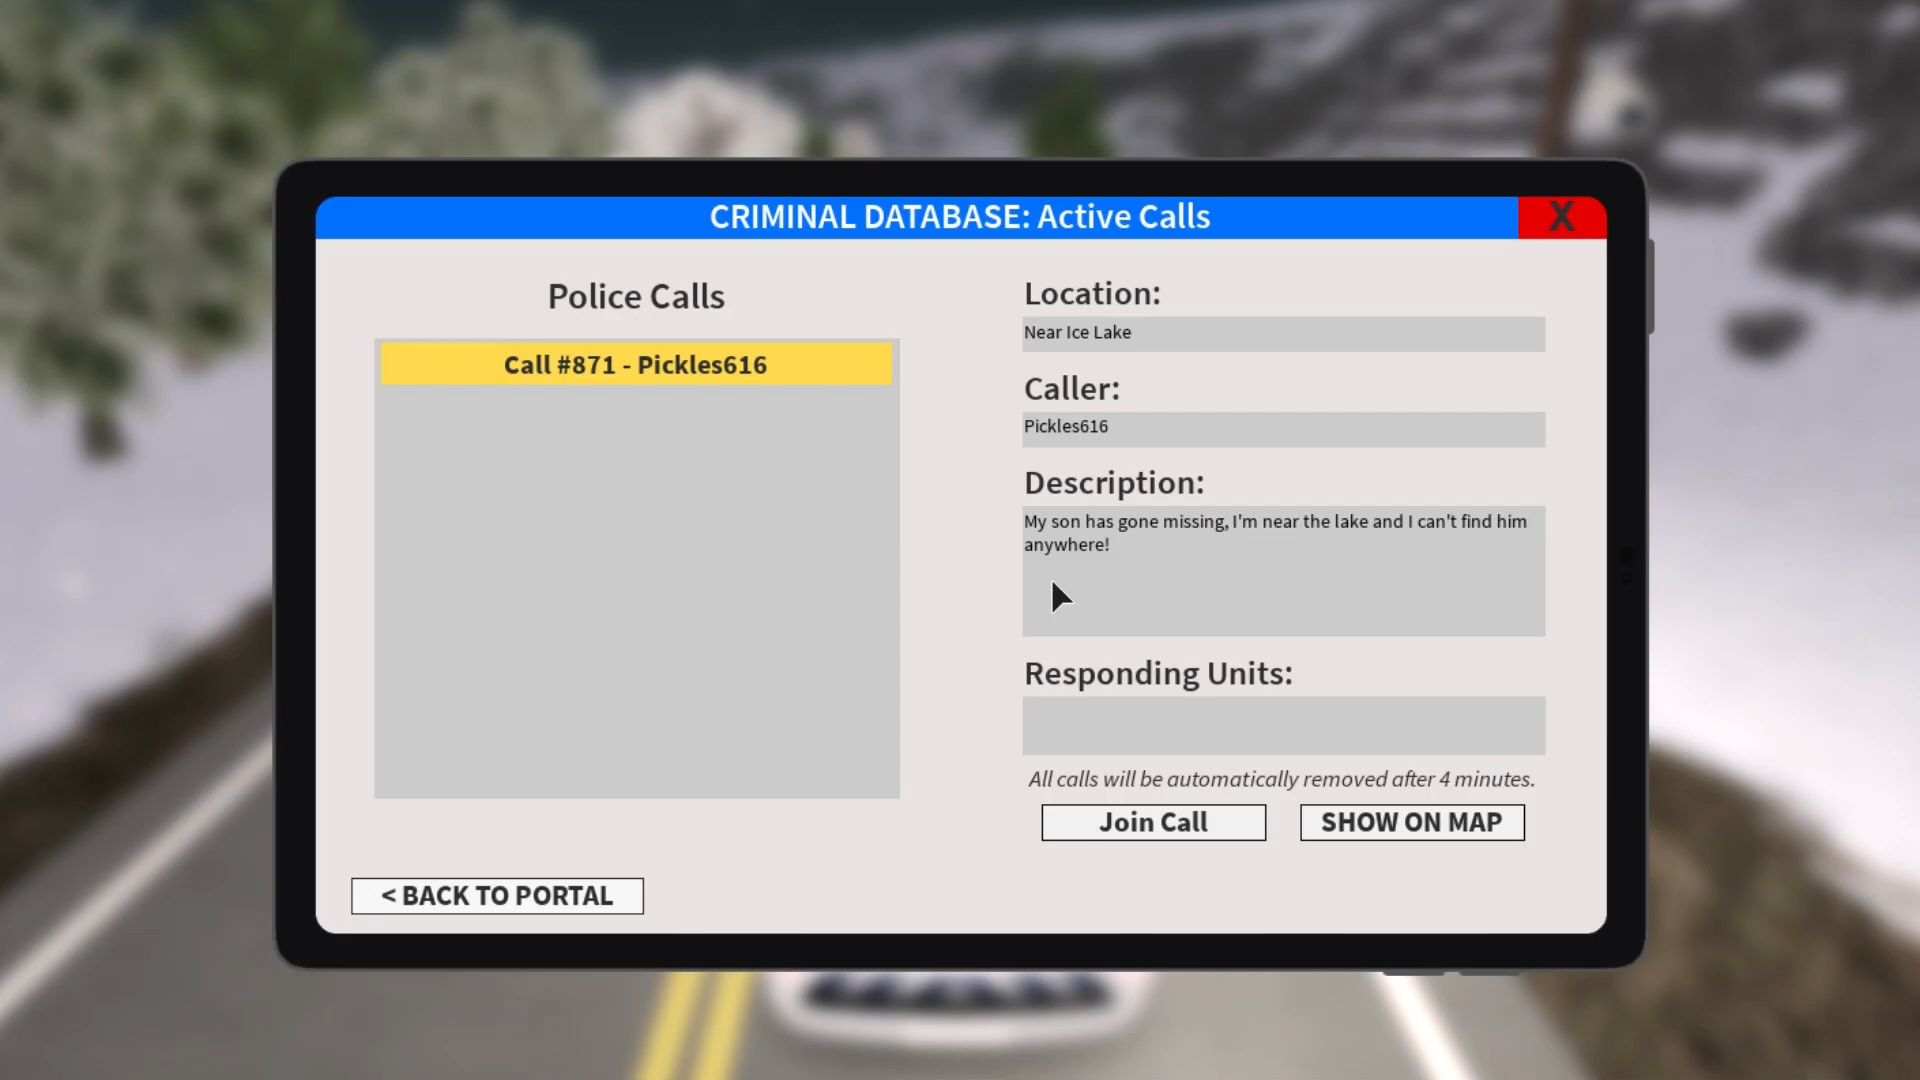 CRIMINAL DATABASE: Active Calls
X
Police Calls
Call #871 - Pickles616
< BACK TO PORTAL
Location:
Near Ice Lake
Caller:
Pickles616
Description:
My son has gone missing, I'm near the lake and I can't find him
anywhere!
Responding Units:
All calls will be automatically removed after 4 minutes.
Join Call
SHOW ON MAP